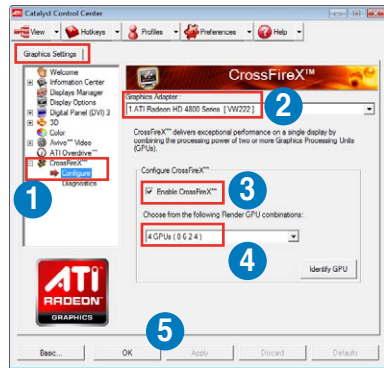 Catalyst Control Center
View Hotkeys Profiles Preferences Help
Graphics Settings
Welcome
Information Center
Displays Manager
Display Options
Digital Panel (DVI) 3
3D
Color
Avivo™ Video
ATI Overdrive™
CrossFireX™
Configure
Diagnostics
1
CrossFireX™
Graphics Adapter
1 ATI Radeon HD 4800 Series [ VW222 ]
2
CrossFireX™ delivers exceptional performance on a single display by
combining the processing power of two or more Graphics Processing Units
(GPUs).
Configure CrossFireX™
Enable CrossFireX™
3
Choose from the following Render GPU combinations:
4 GPUs ( 0 6 2 4 )
4
Identify GPU
ATI
RADEON
GRAPHICS
5
Basic... OK Apply Discard Defaults